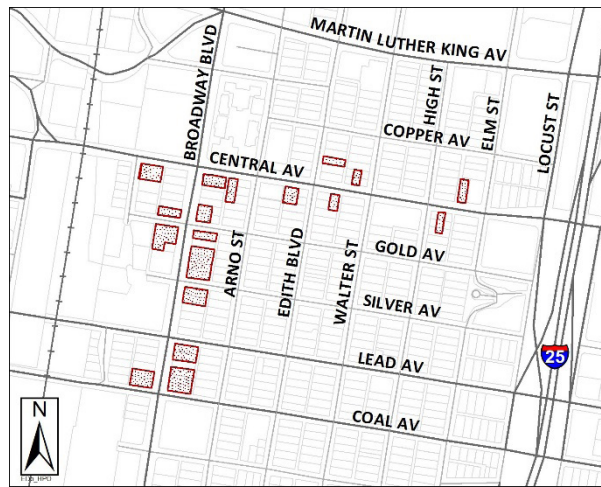 MARTIN LUTHER KING AV
BROADWAY BLVD
HIGH ST
ELM ST
LOCUST ST
COPPER AV
CENTRAL AV
ARNO ST
EDITH BLVD
WALTER ST
GOLD AV
SILVER AV
25
LEAD AV
COAL AV
N